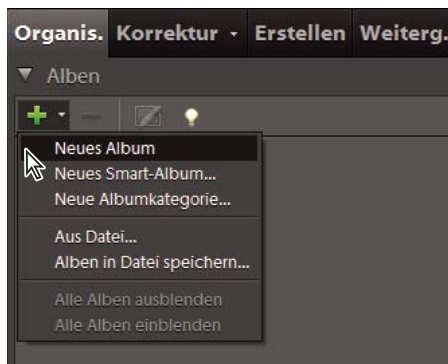 Organis. Korrektur Erstellen Weiterg.
Alben
Neues Album
Neues Smart-Album...
Neue Albumkategorie...
Aus Datei...
Alben in Datei speichern...
Alle Alben ausblenden
Alle Alben einblenden